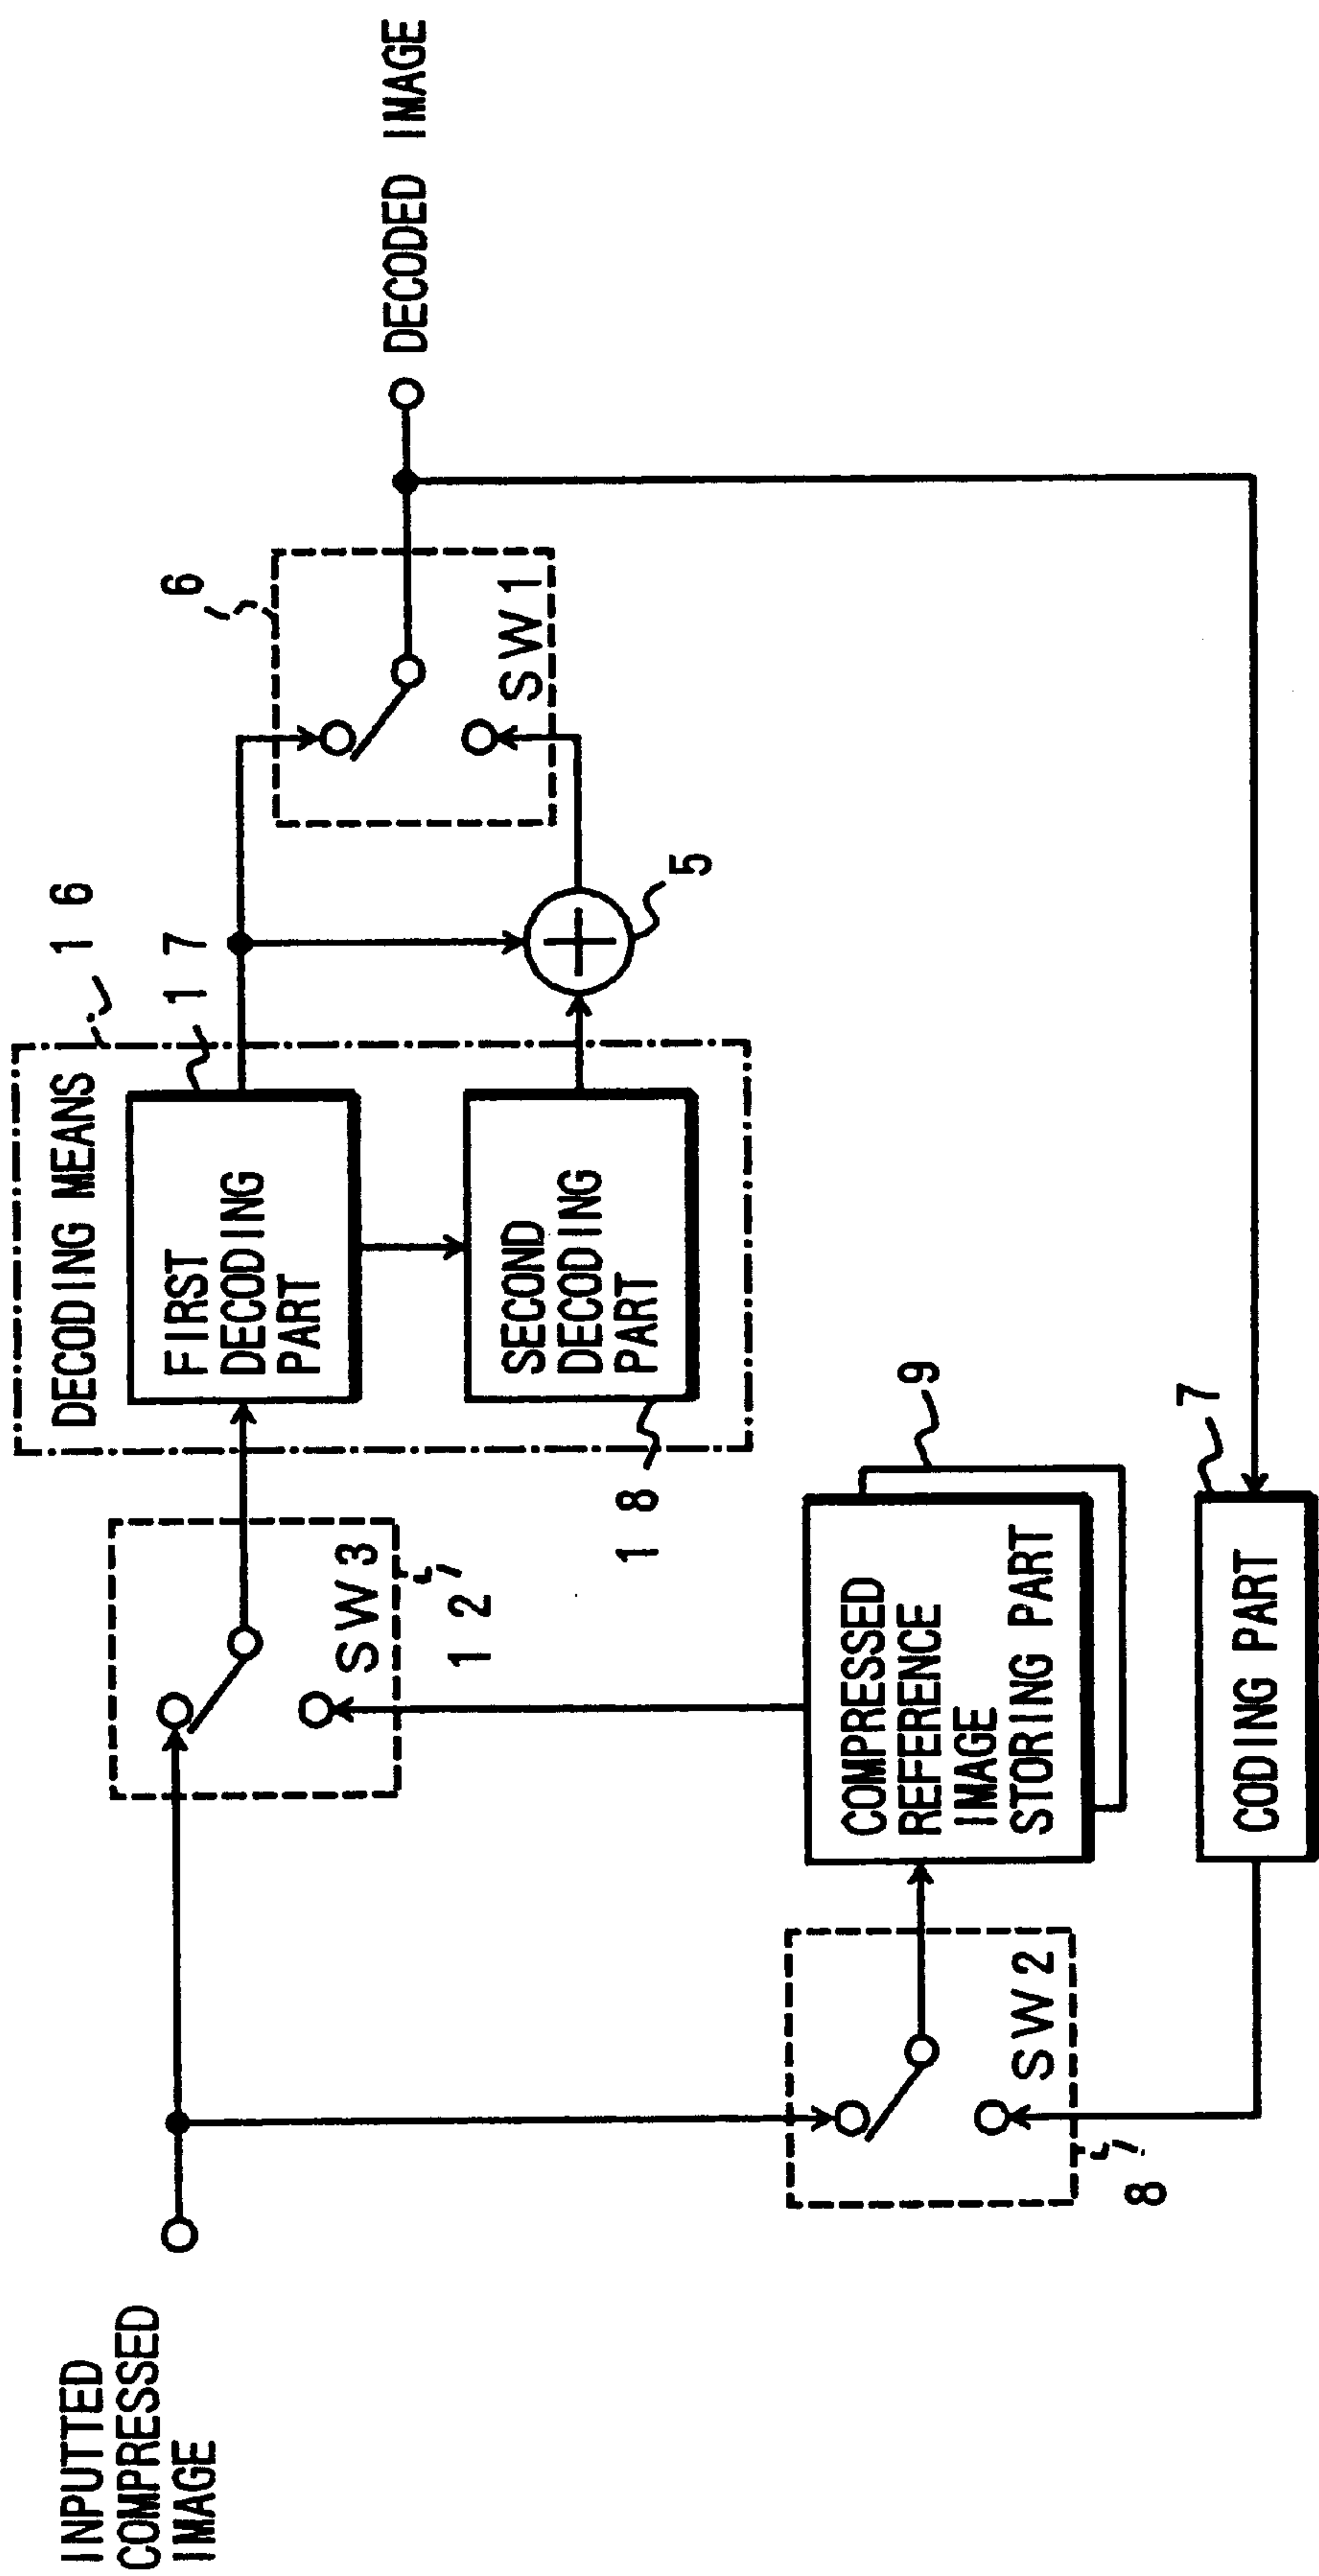 INPUTTED
COMPRESSED
IMAGE
SW3
12
DECODING MEANS
16
FIRST
DECODING
PART
17
SECOND
DECODING
PART
18
5
6
SW1
DECODED IMAGE
SW2
8
COMPRESSED
REFERENCE
IMAGE
STORING PART
9
CODING PART
7